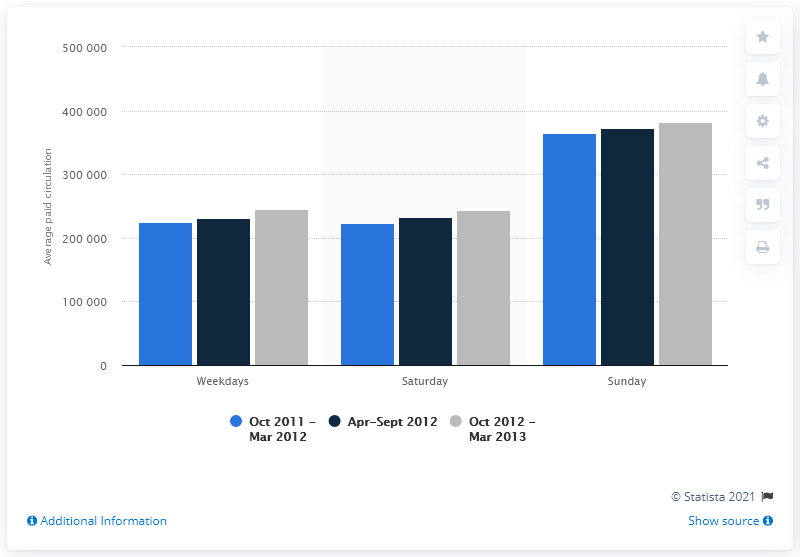 500 000
400 000
300 000
200 000
100 000
0
Average paid circulation
Weekdays
Saturday
Sunday
Oct 2011 –
Mar 2012
Apr–Sept 2012
Oct 2012 –
Mar 2013
© Statista 2021
Additional Information
Show source